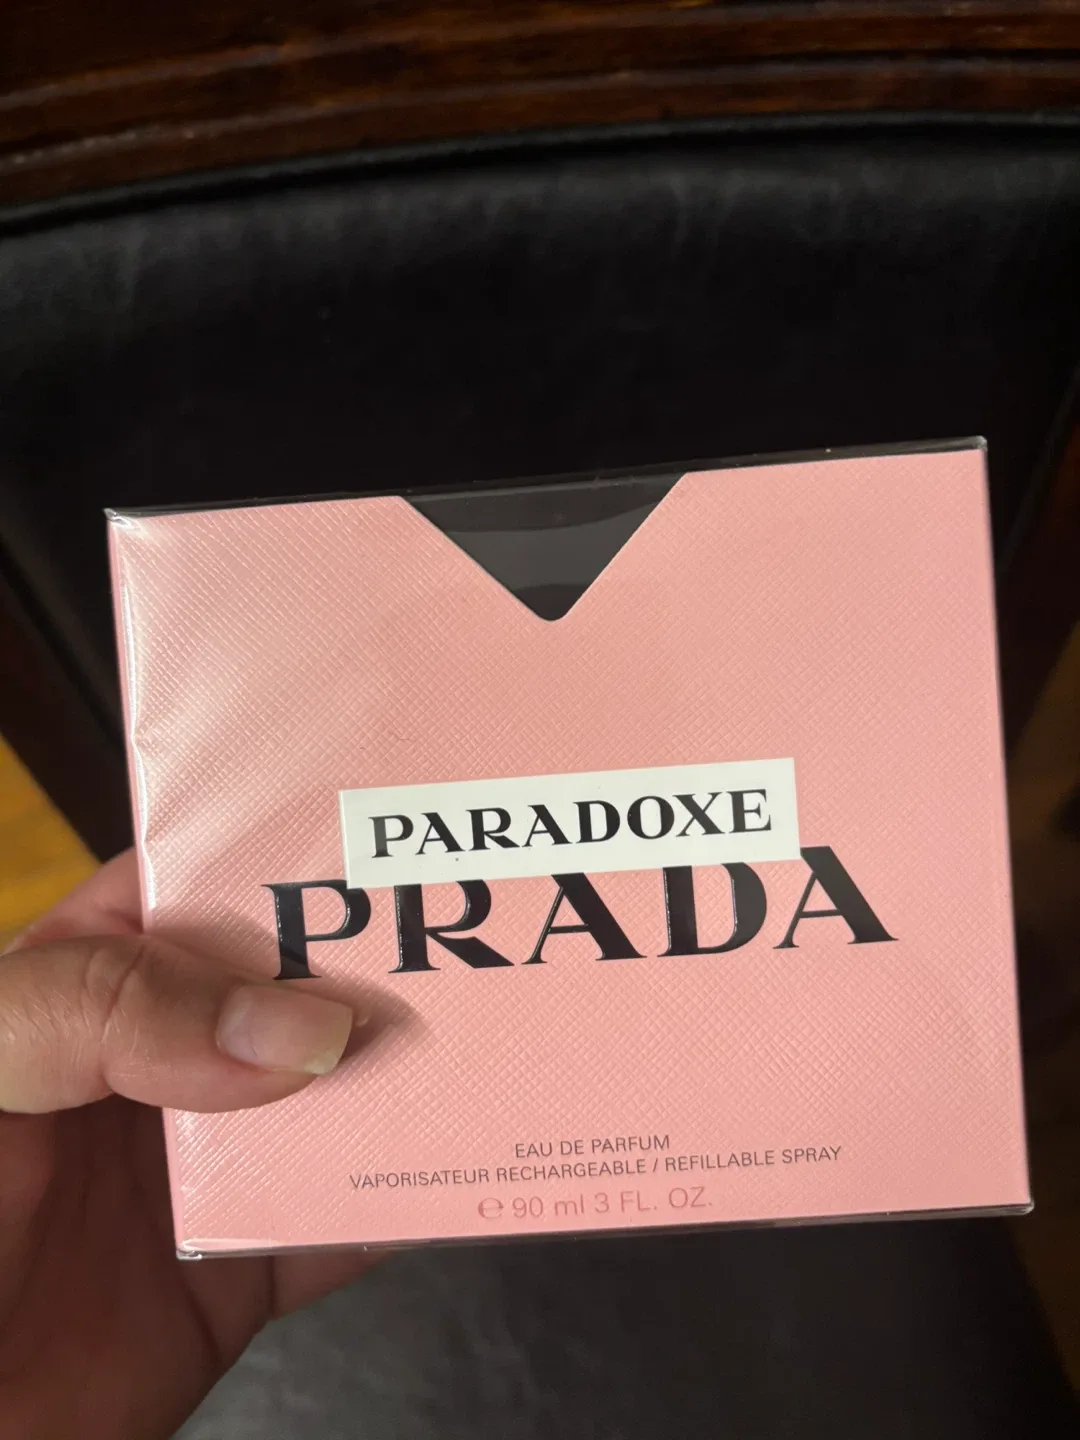 PARADOXE
PRADA
EAU DE PARFUM
VAPORISATEUR RECHARGEABLE / REFILLABLE SPRAY
℮ 90 ml 3 FL. OZ.